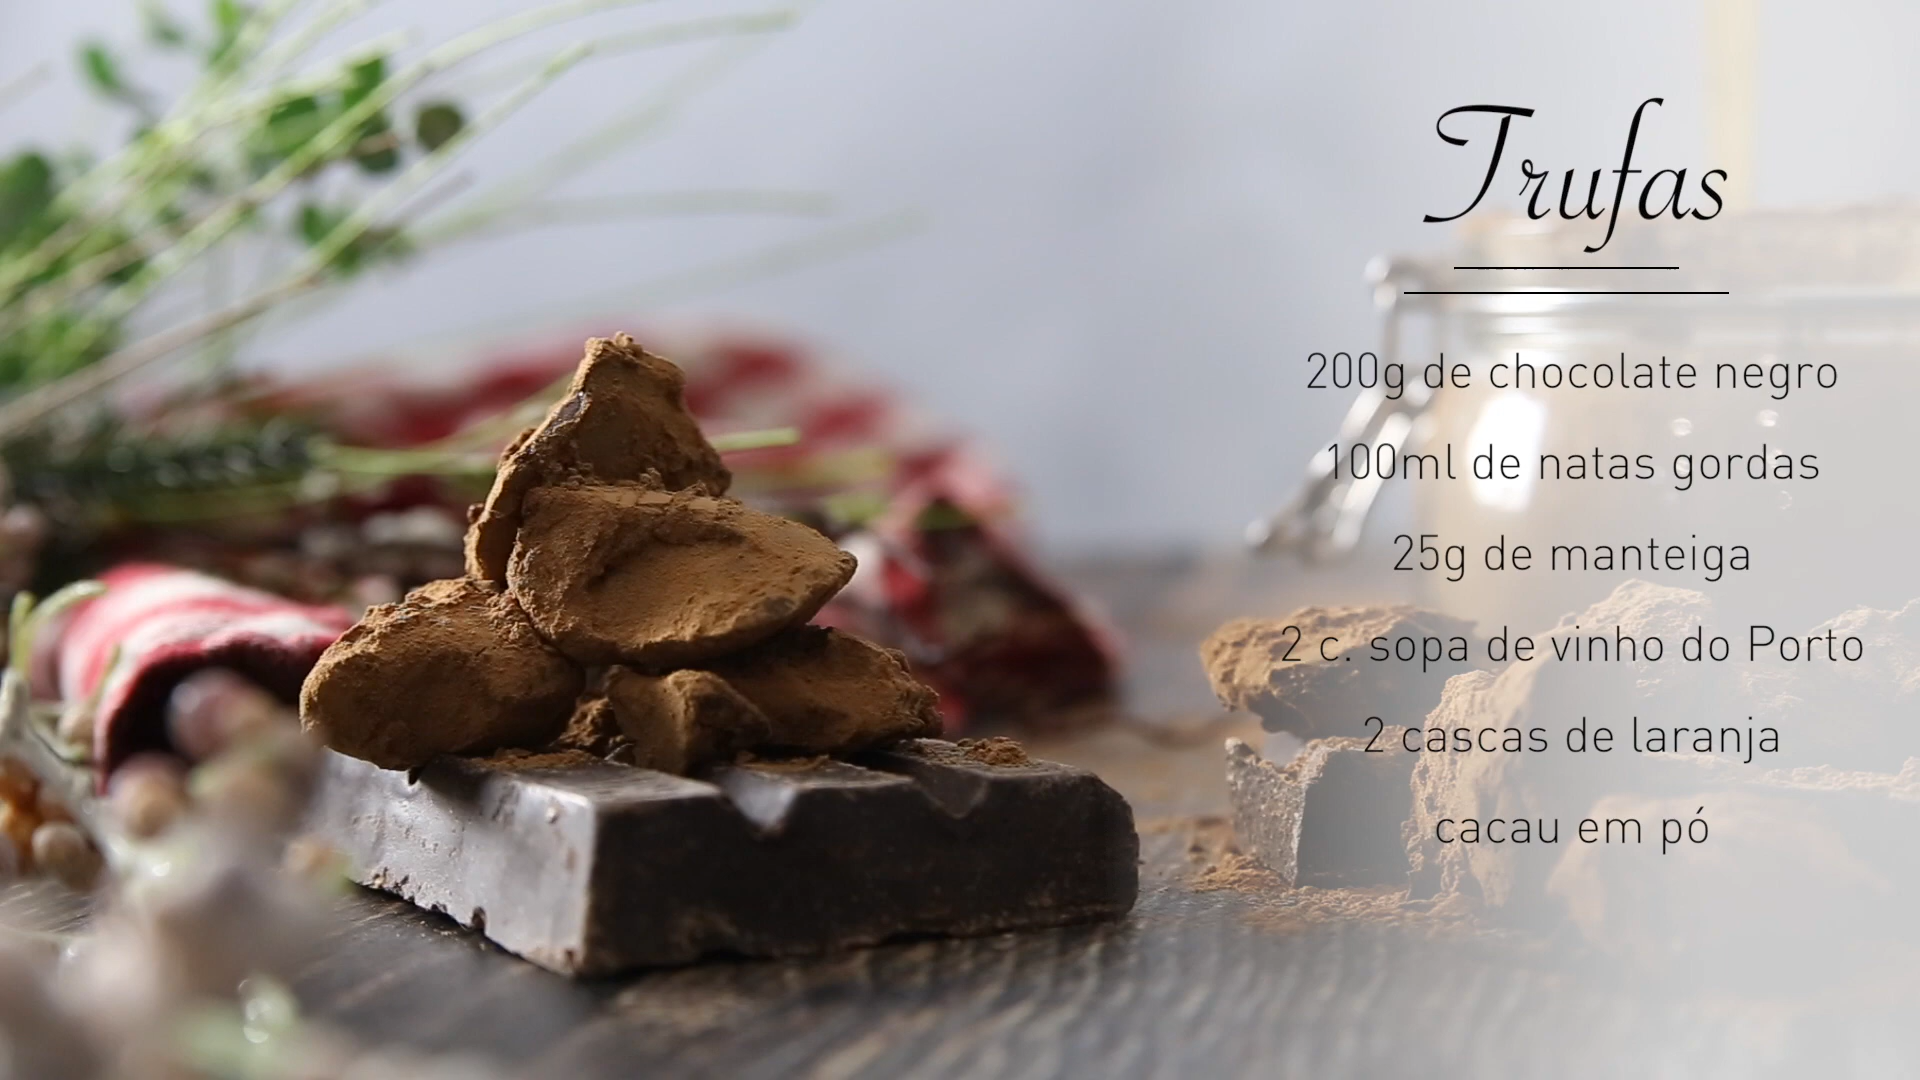 Trufas
200g de chocolate negro
100ml de natas gordas
25g de manteiga
2 c. sopa de vinho do Porto
2 cascas de laranja
cacau em pó